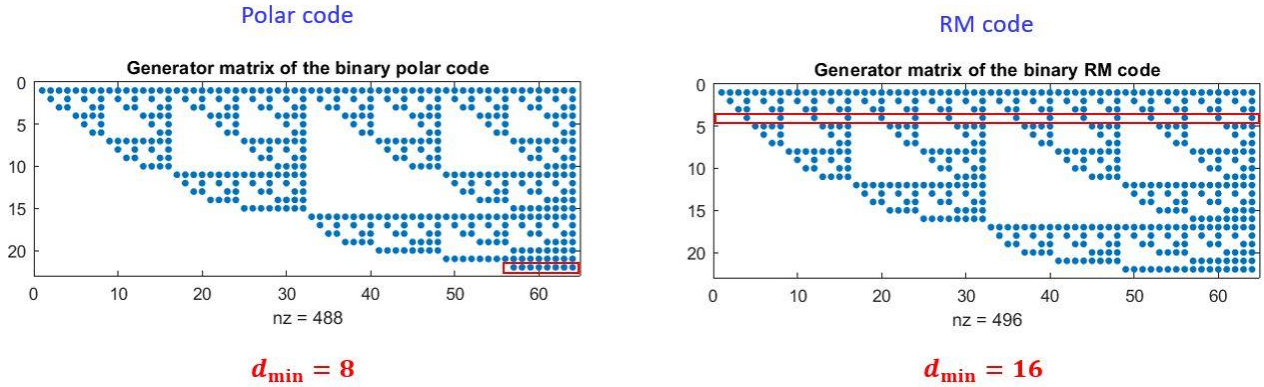 Polar code
RM code
Generator matrix of the binary polar code
0
5
10
15
20
0 10 20 30 40 50 60
nz = 488
d_min = 8
Generator matrix of the binary RM code
0
5
10
15
20
0 10 20 30 40 50 60
nz = 496
d_min = 16